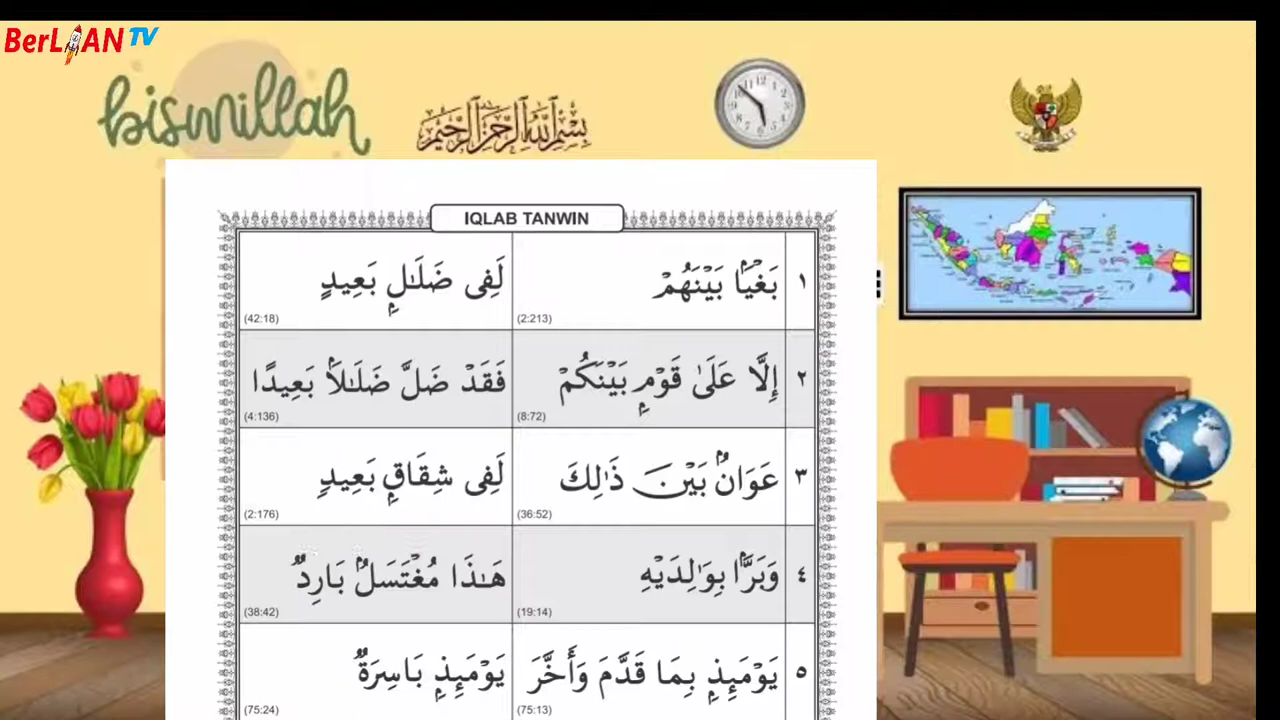 BerLiAN TV
bismillah
بِسْمِ اللَّهِ الرَّحْمَنِ الرَّحِيمِ
IQLAB TANWIN
١ بَغْيًۢا بَيْنَهُمْ
(2:213)
لَفِى ضَلَـٰلٍۭ بَعِيدٍ
(42:18)
٢ إِلَّا عَلَىٰ قَوْمٍۭ بَيْنَكُمْ
(8:72)
فَقَدْ ضَلَّ ضَلَـٰلًۢا بَعِيدًا
(4:136)
٣ عَوَانٌۢ بَيْنَ ذَٰلِكَ
(36:52)
لَفِى شِقَاقٍۭ بَعِيدٍ
(2:176)
٤ وَبَرًّۢا بِوَٰلِدَيْهِ
(19:14)
هَـٰذَا مُغْتَسَلٌۢ بَارِدٌ
(38:42)
٥ يَوْمَئِذٍۭ بِمَا قَدَّمَ وَأَخَّرَ
(75:13)
يَوْمَئِذٍۭ بَاسِرَةٌ
(75:24)